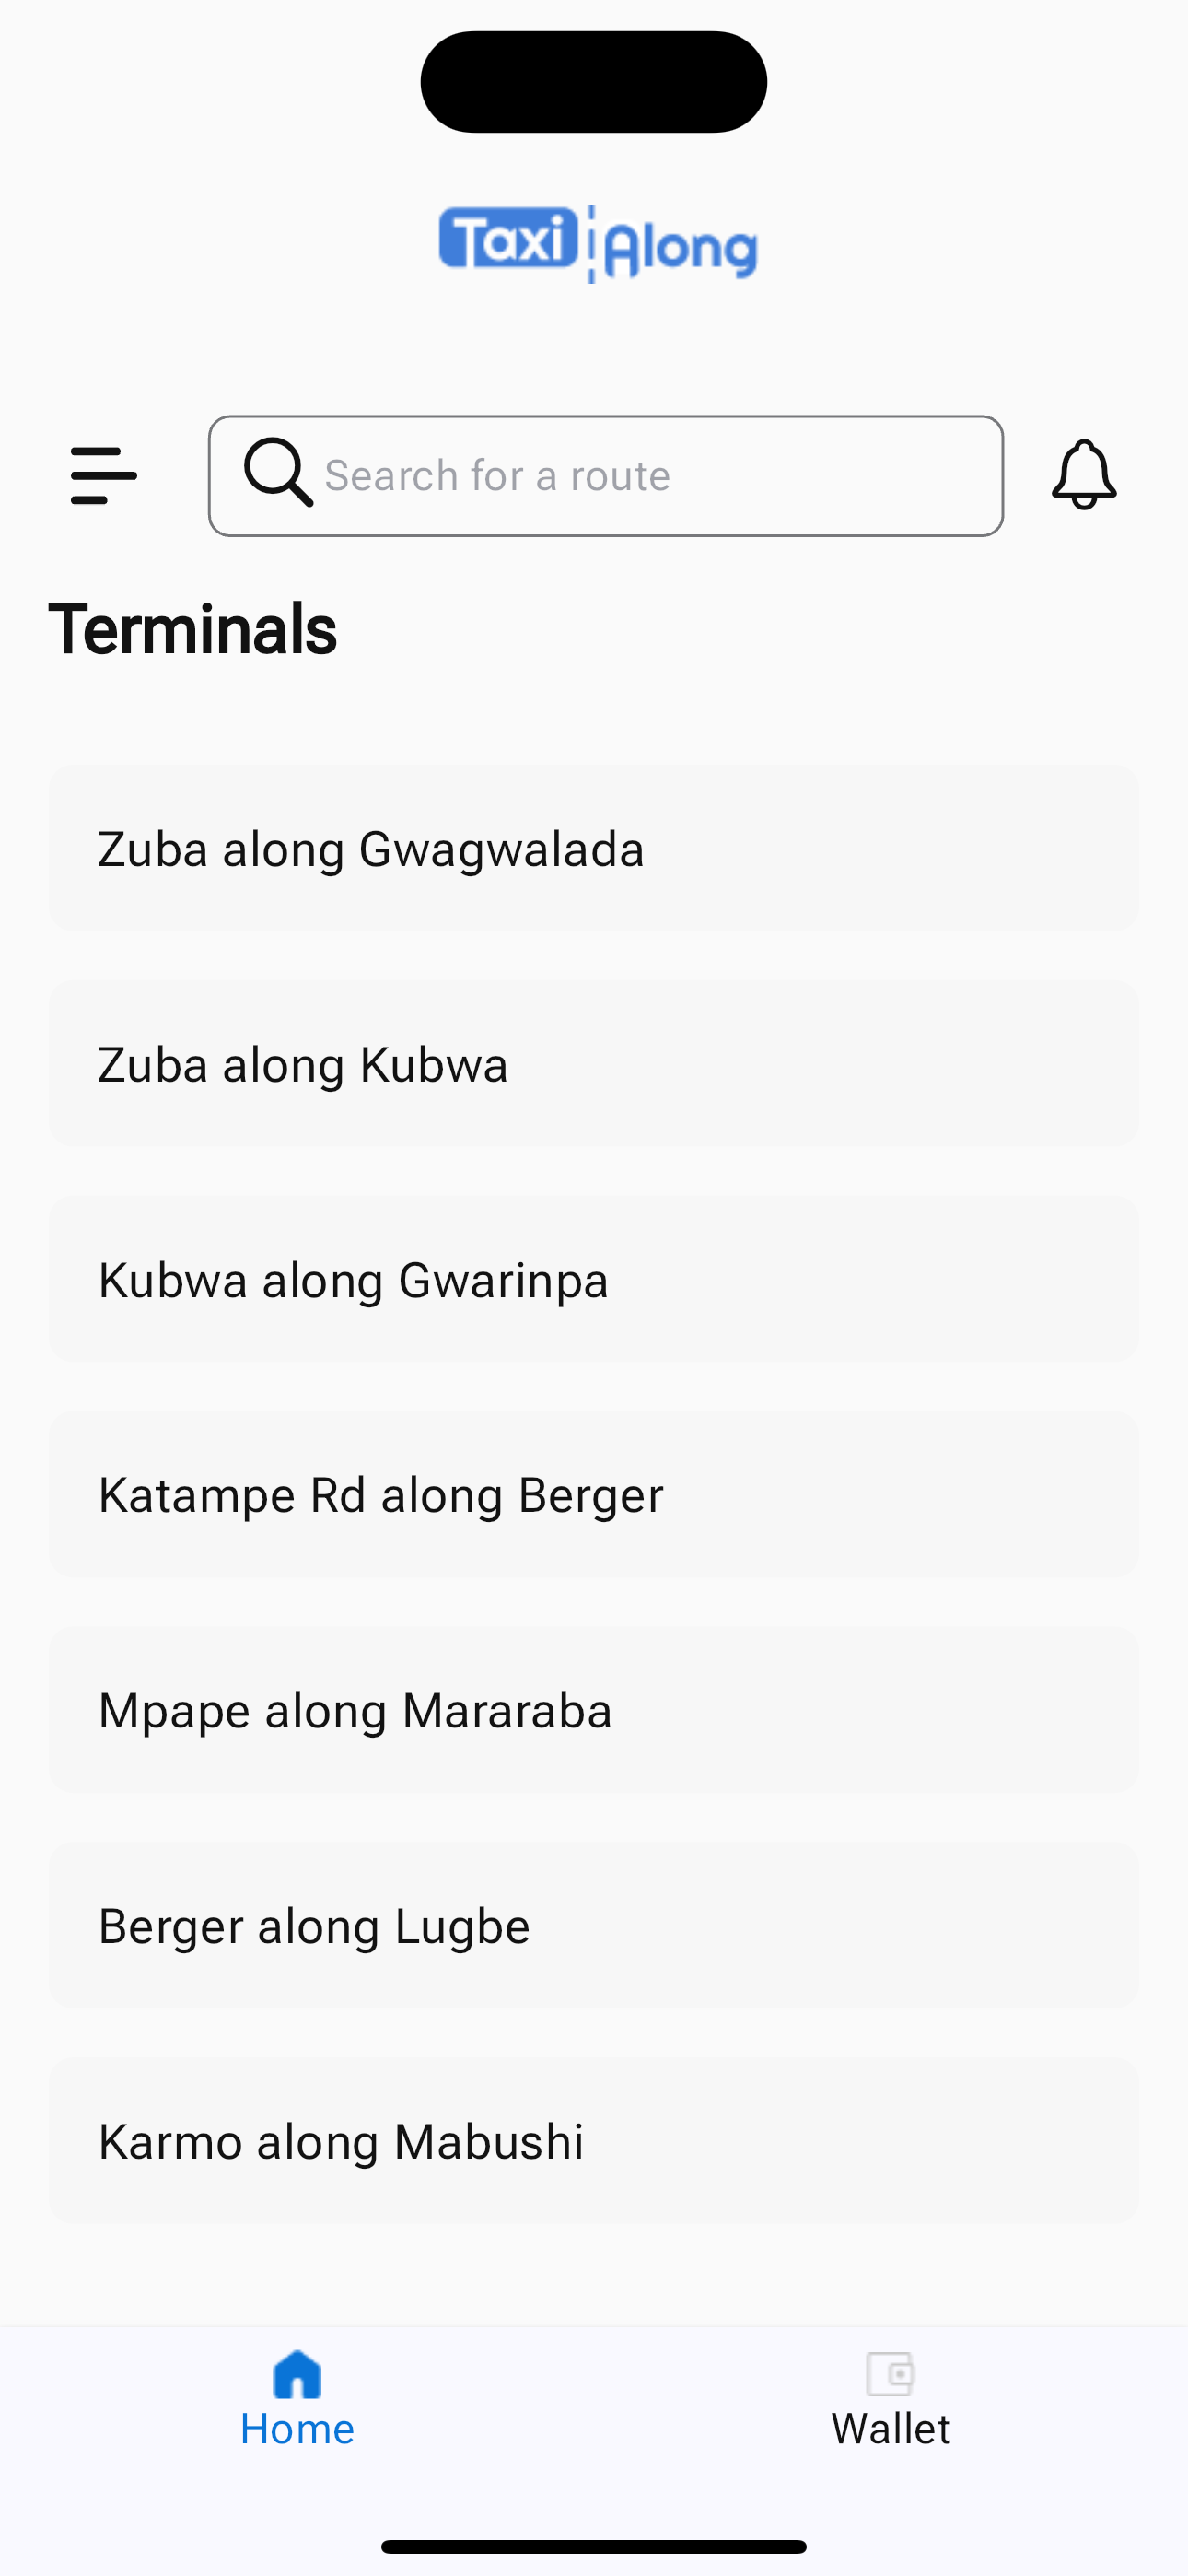 Taxi Along
Search for a route
Terminals
Zuba along Gwagwalada
Zuba along Kubwa
Kubwa along Gwarinpa
Katampe Rd along Berger
Mpape along Mararaba
Berger along Lugbe
Karmo along Mabushi
Home Wallet